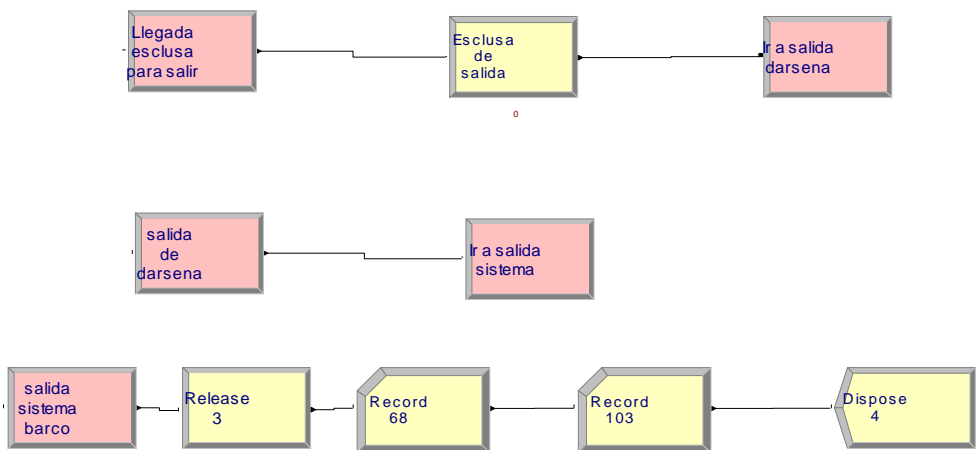 Llegada
esclusa
para salir
Esclusa
de
salida
Ir a salida
darsena
0
salida
de
darsena
Ir a salida
sistema
salida
sistema
barco
Release
3
Record
68
Record
103
Dispose
4